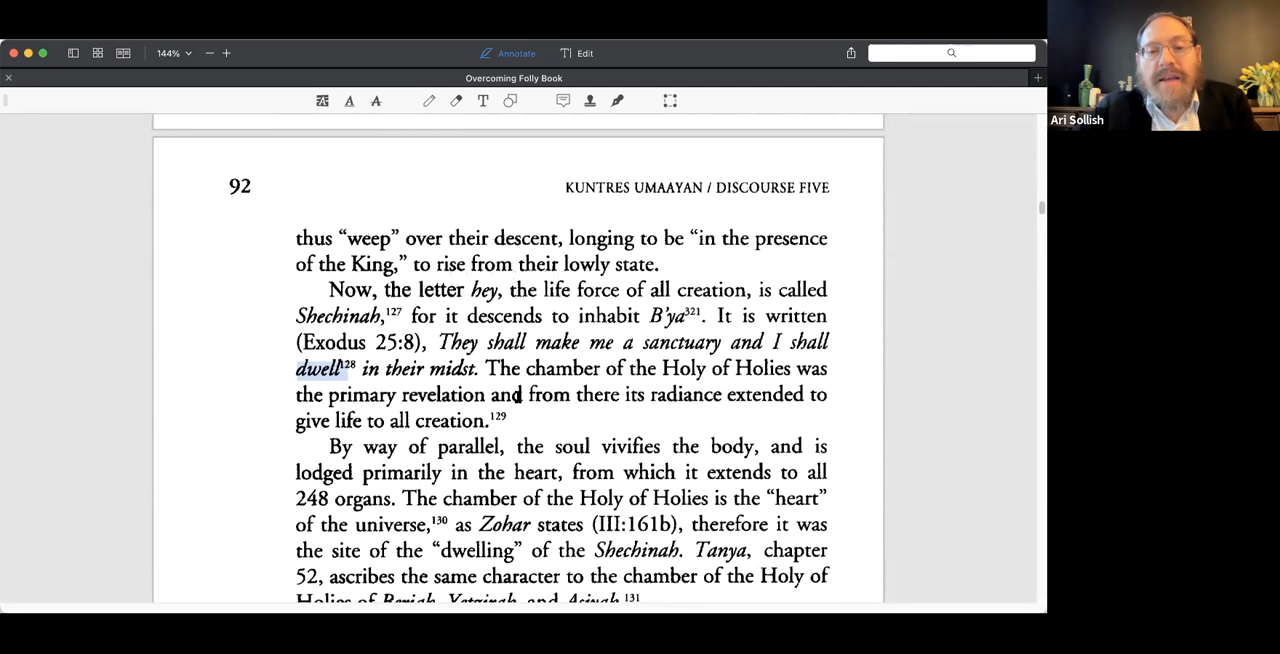 144%
Annotate
Edit
Overcoming Folly Book
Ari Sollish
92
KUNTRES UMAAYAN / DISCOURSE FIVE
thus “weep” over their descent, longing to be “in the presence
of the King,” to rise from their lowly state.
Now, the letter hey, the life force of all creation, is called
Shechinah,¹²⁷ for it descends to inhabit B’ya³²¹. It is written
(Exodus 25:8), They shall make me a sanctuary and I shall
dwell¹²⁸ in their midst. The chamber of the Holy of Holies was
the primary revelation and from there its radiance extended to
give life to all creation.¹²⁹
By way of parallel, the soul vivifies the body, and is
lodged primarily in the heart, from which it extends to all
248 organs. The chamber of the Holy of Holies is the “heart”
of the universe,¹³⁰ as Zohar states (III:161b), therefore it was
the site of the “dwelling” of the Shechinah. Tanya, chapter
52, ascribes the same character to the chamber of the Holy of
Holies of Beriah, Yetzirah, and Asiyah.¹³¹